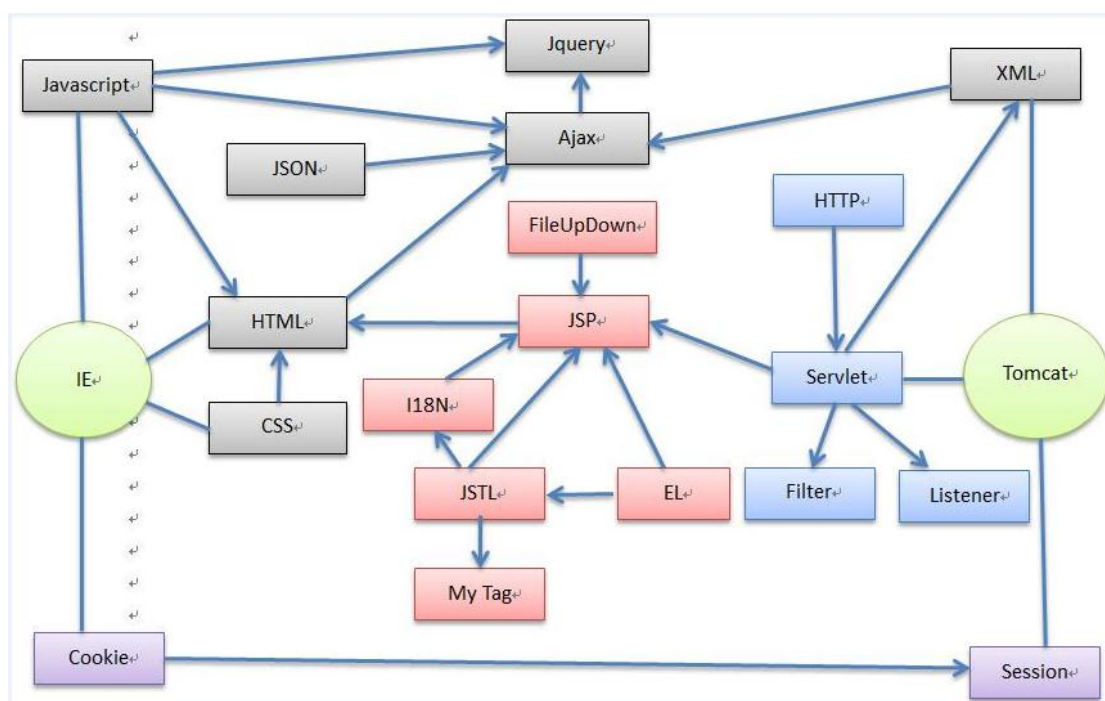 Jquery
Javascript
XML
Ajax
JSON
HTTP
FileUpDown
HTML
JSP
Servlet
Tomcat
IE
I18N
CSS
JSTL
EL
Filter
Listener
My Tag
Cookie
Session